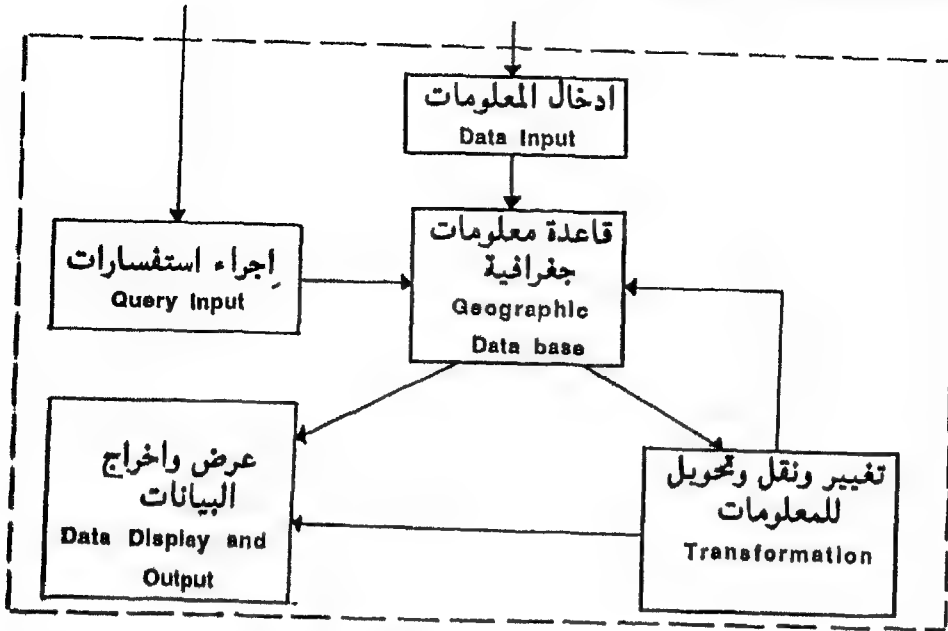 ادخال المعلومات
Data Input
قاعدة معلومات
جغرافية
Geographic
Data base
إجراء استفسارات
Query Input
عرض واخراج
البيانات
Data Display and
Output
تغيير ونقل وتحويل
للمعلومات
Transformation